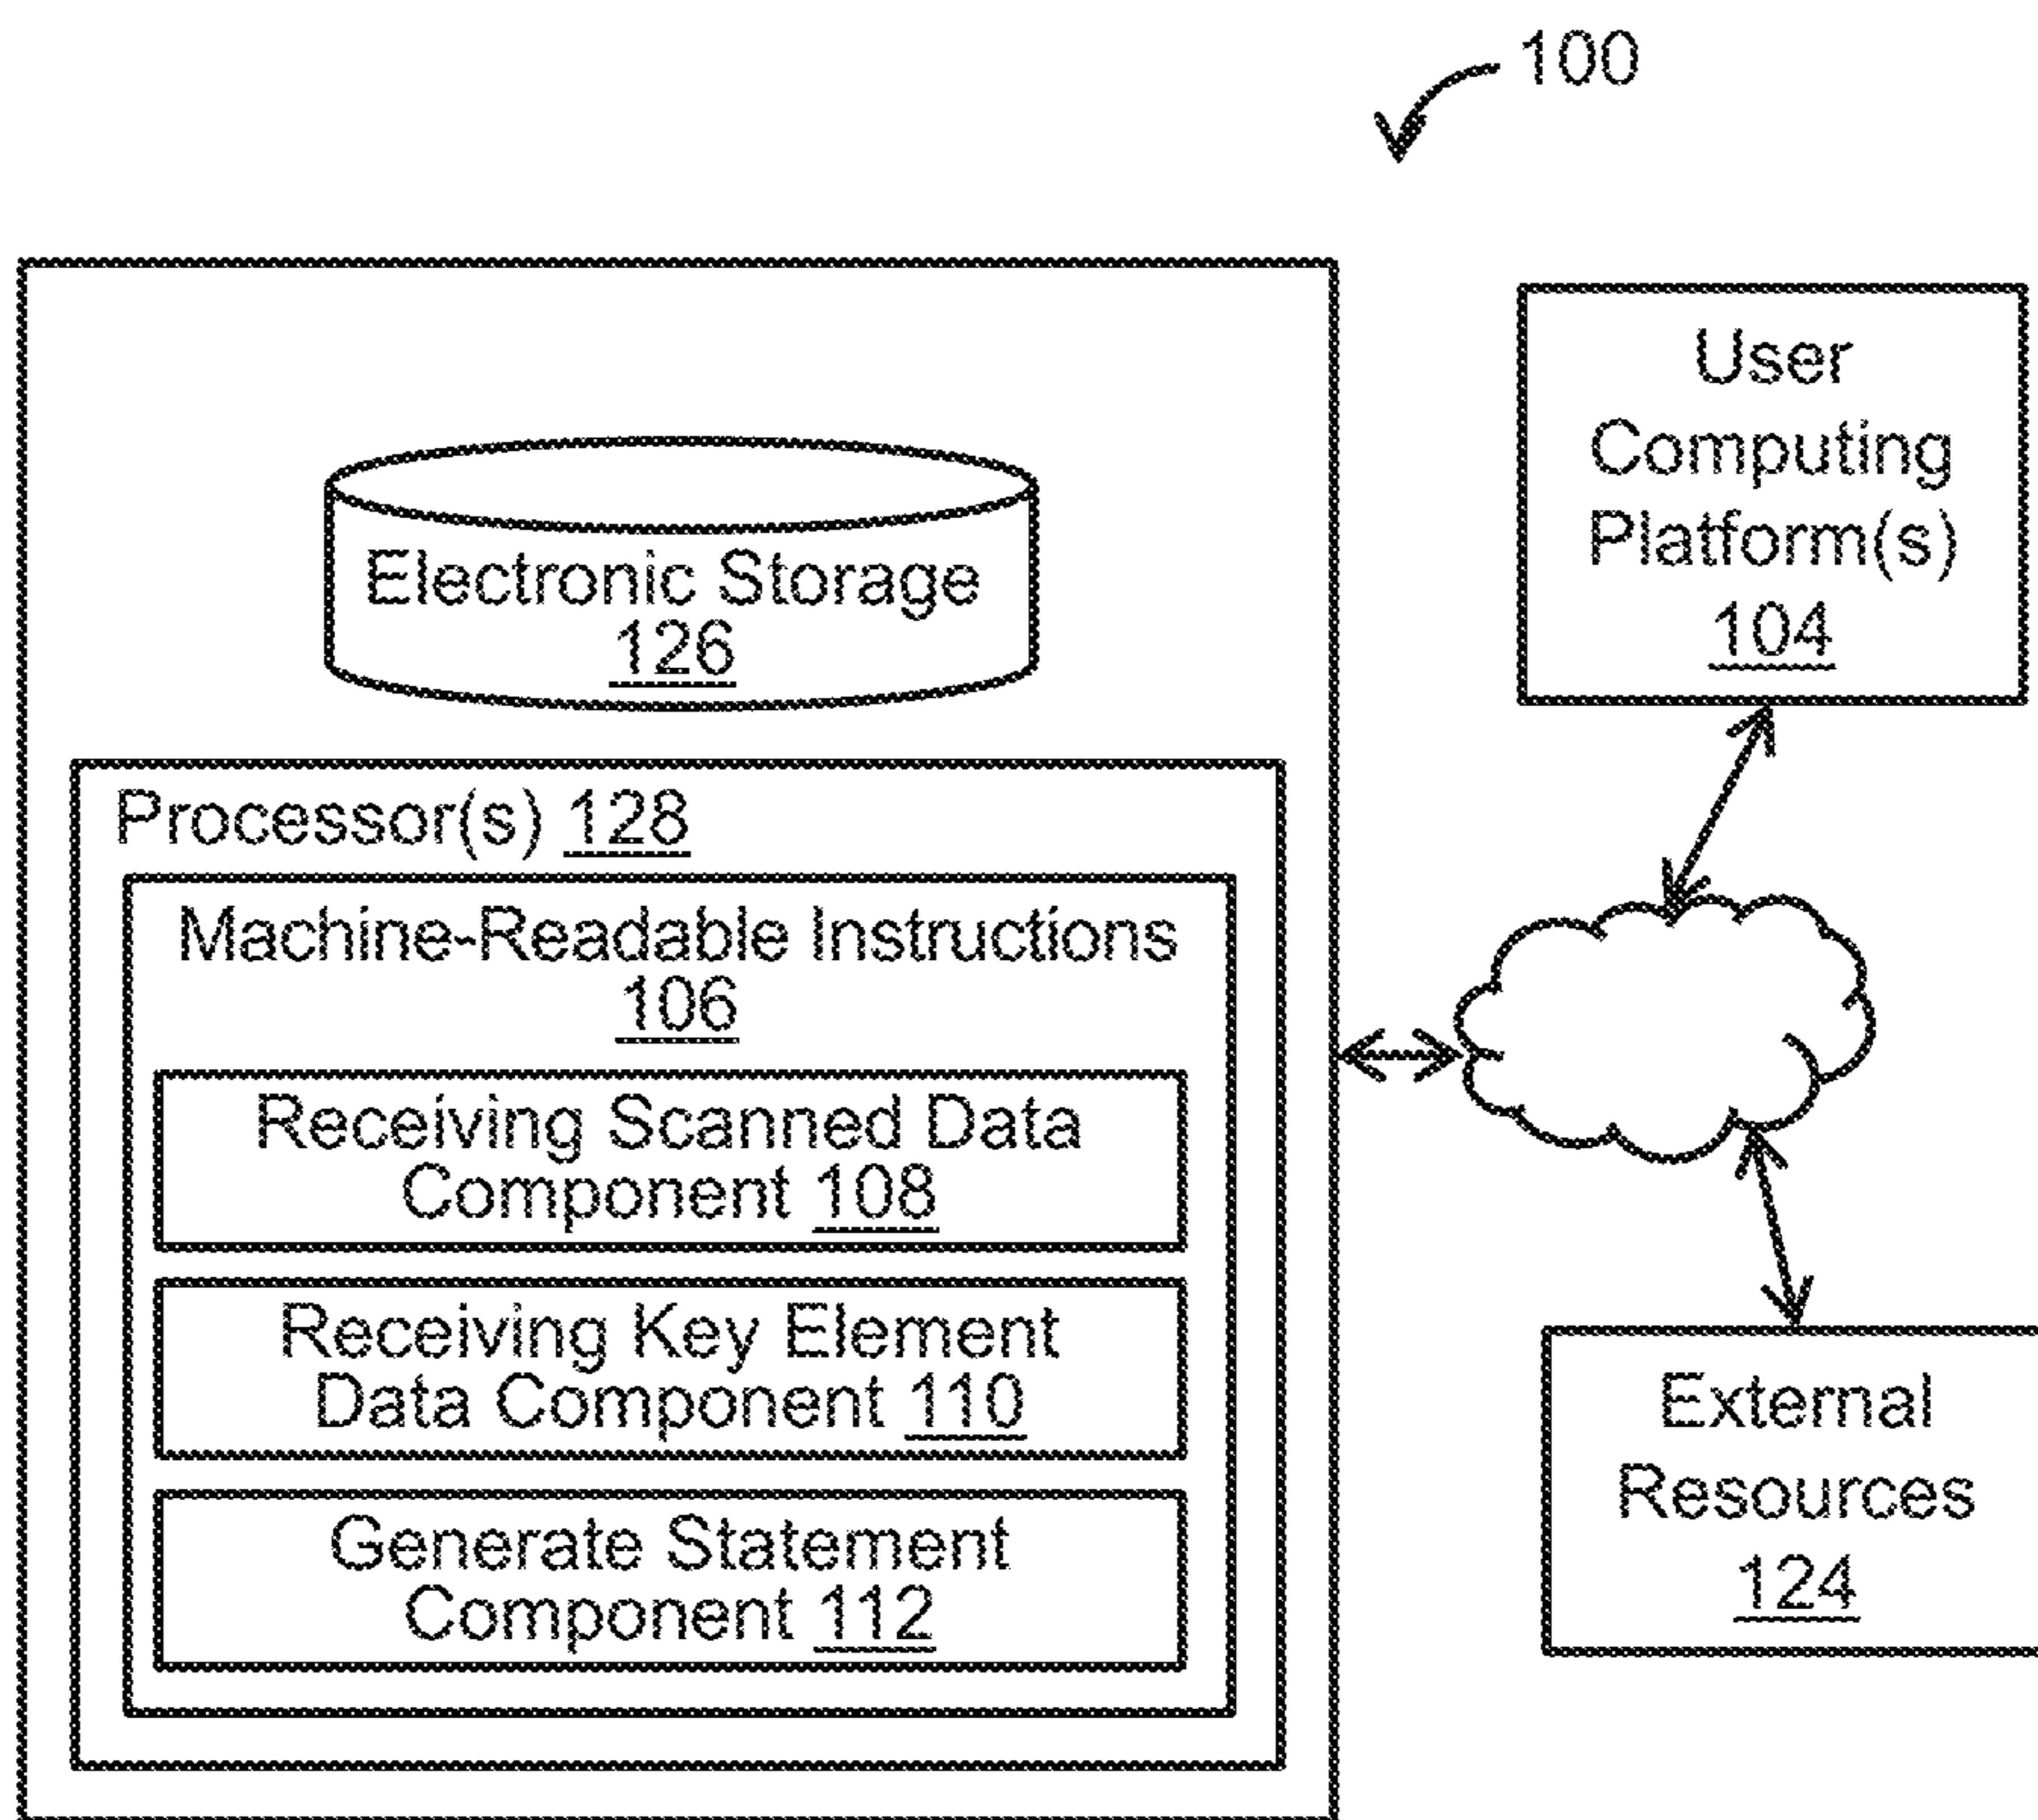 100
Electronic Storage
126
Processor(s) 128
Machine-Readable Instructions
106
Receiving Scanned Data
Component 108
Receiving Key Element
Data Component 110
Generate Statement
Component 112
User
Computing
Platform(s)
104
External
Resources
124